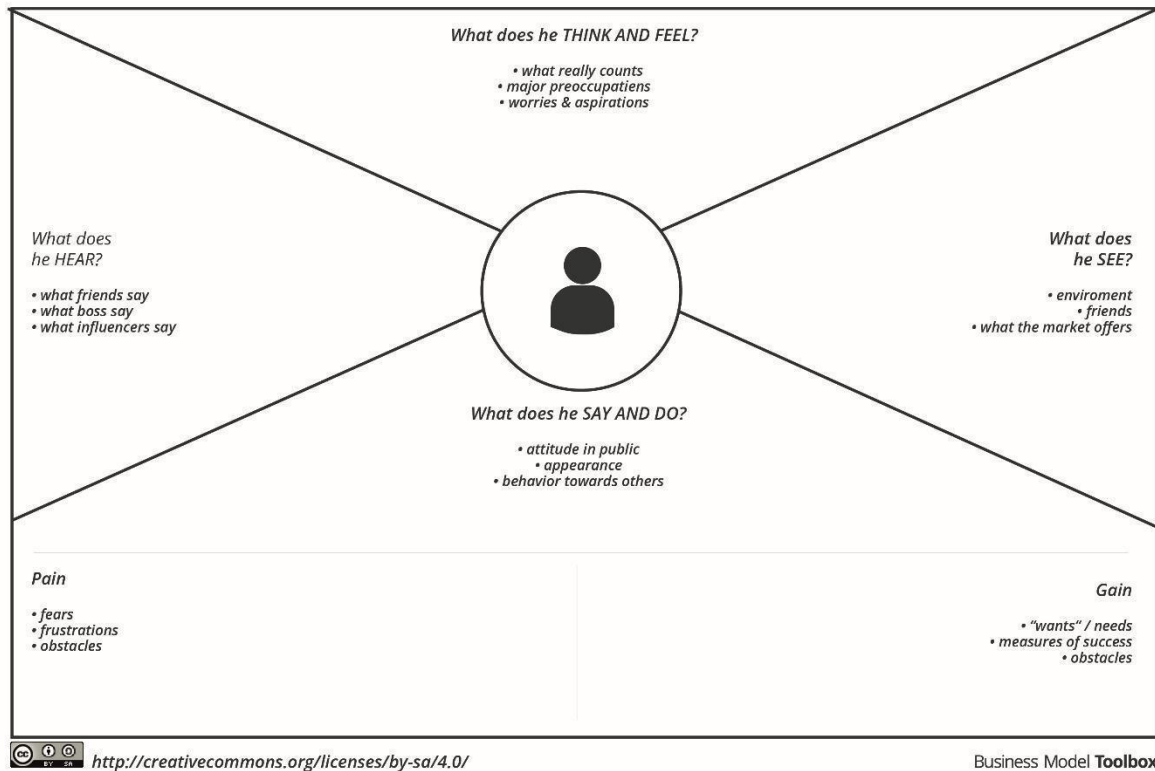 What does he THINK AND FEEL?
• what really counts
• major preoccupatiens
• worries & aspirations
What does
he HEAR?
• what friends say
• what boss say
• what influencers say
What does
he SEE?
• enviroment
• friends
• what the market offers
What does he SAY AND DO?
• attitude in public
• appearance
• behavior towards others
Pain
• fears
• frustrations
• obstacles
Gain
• “wants“ / needs
• measures of success
• obstacles
cc BY SA
http://creativecommons.org/licenses/by-sa/4.0/
Business Model Toolbox